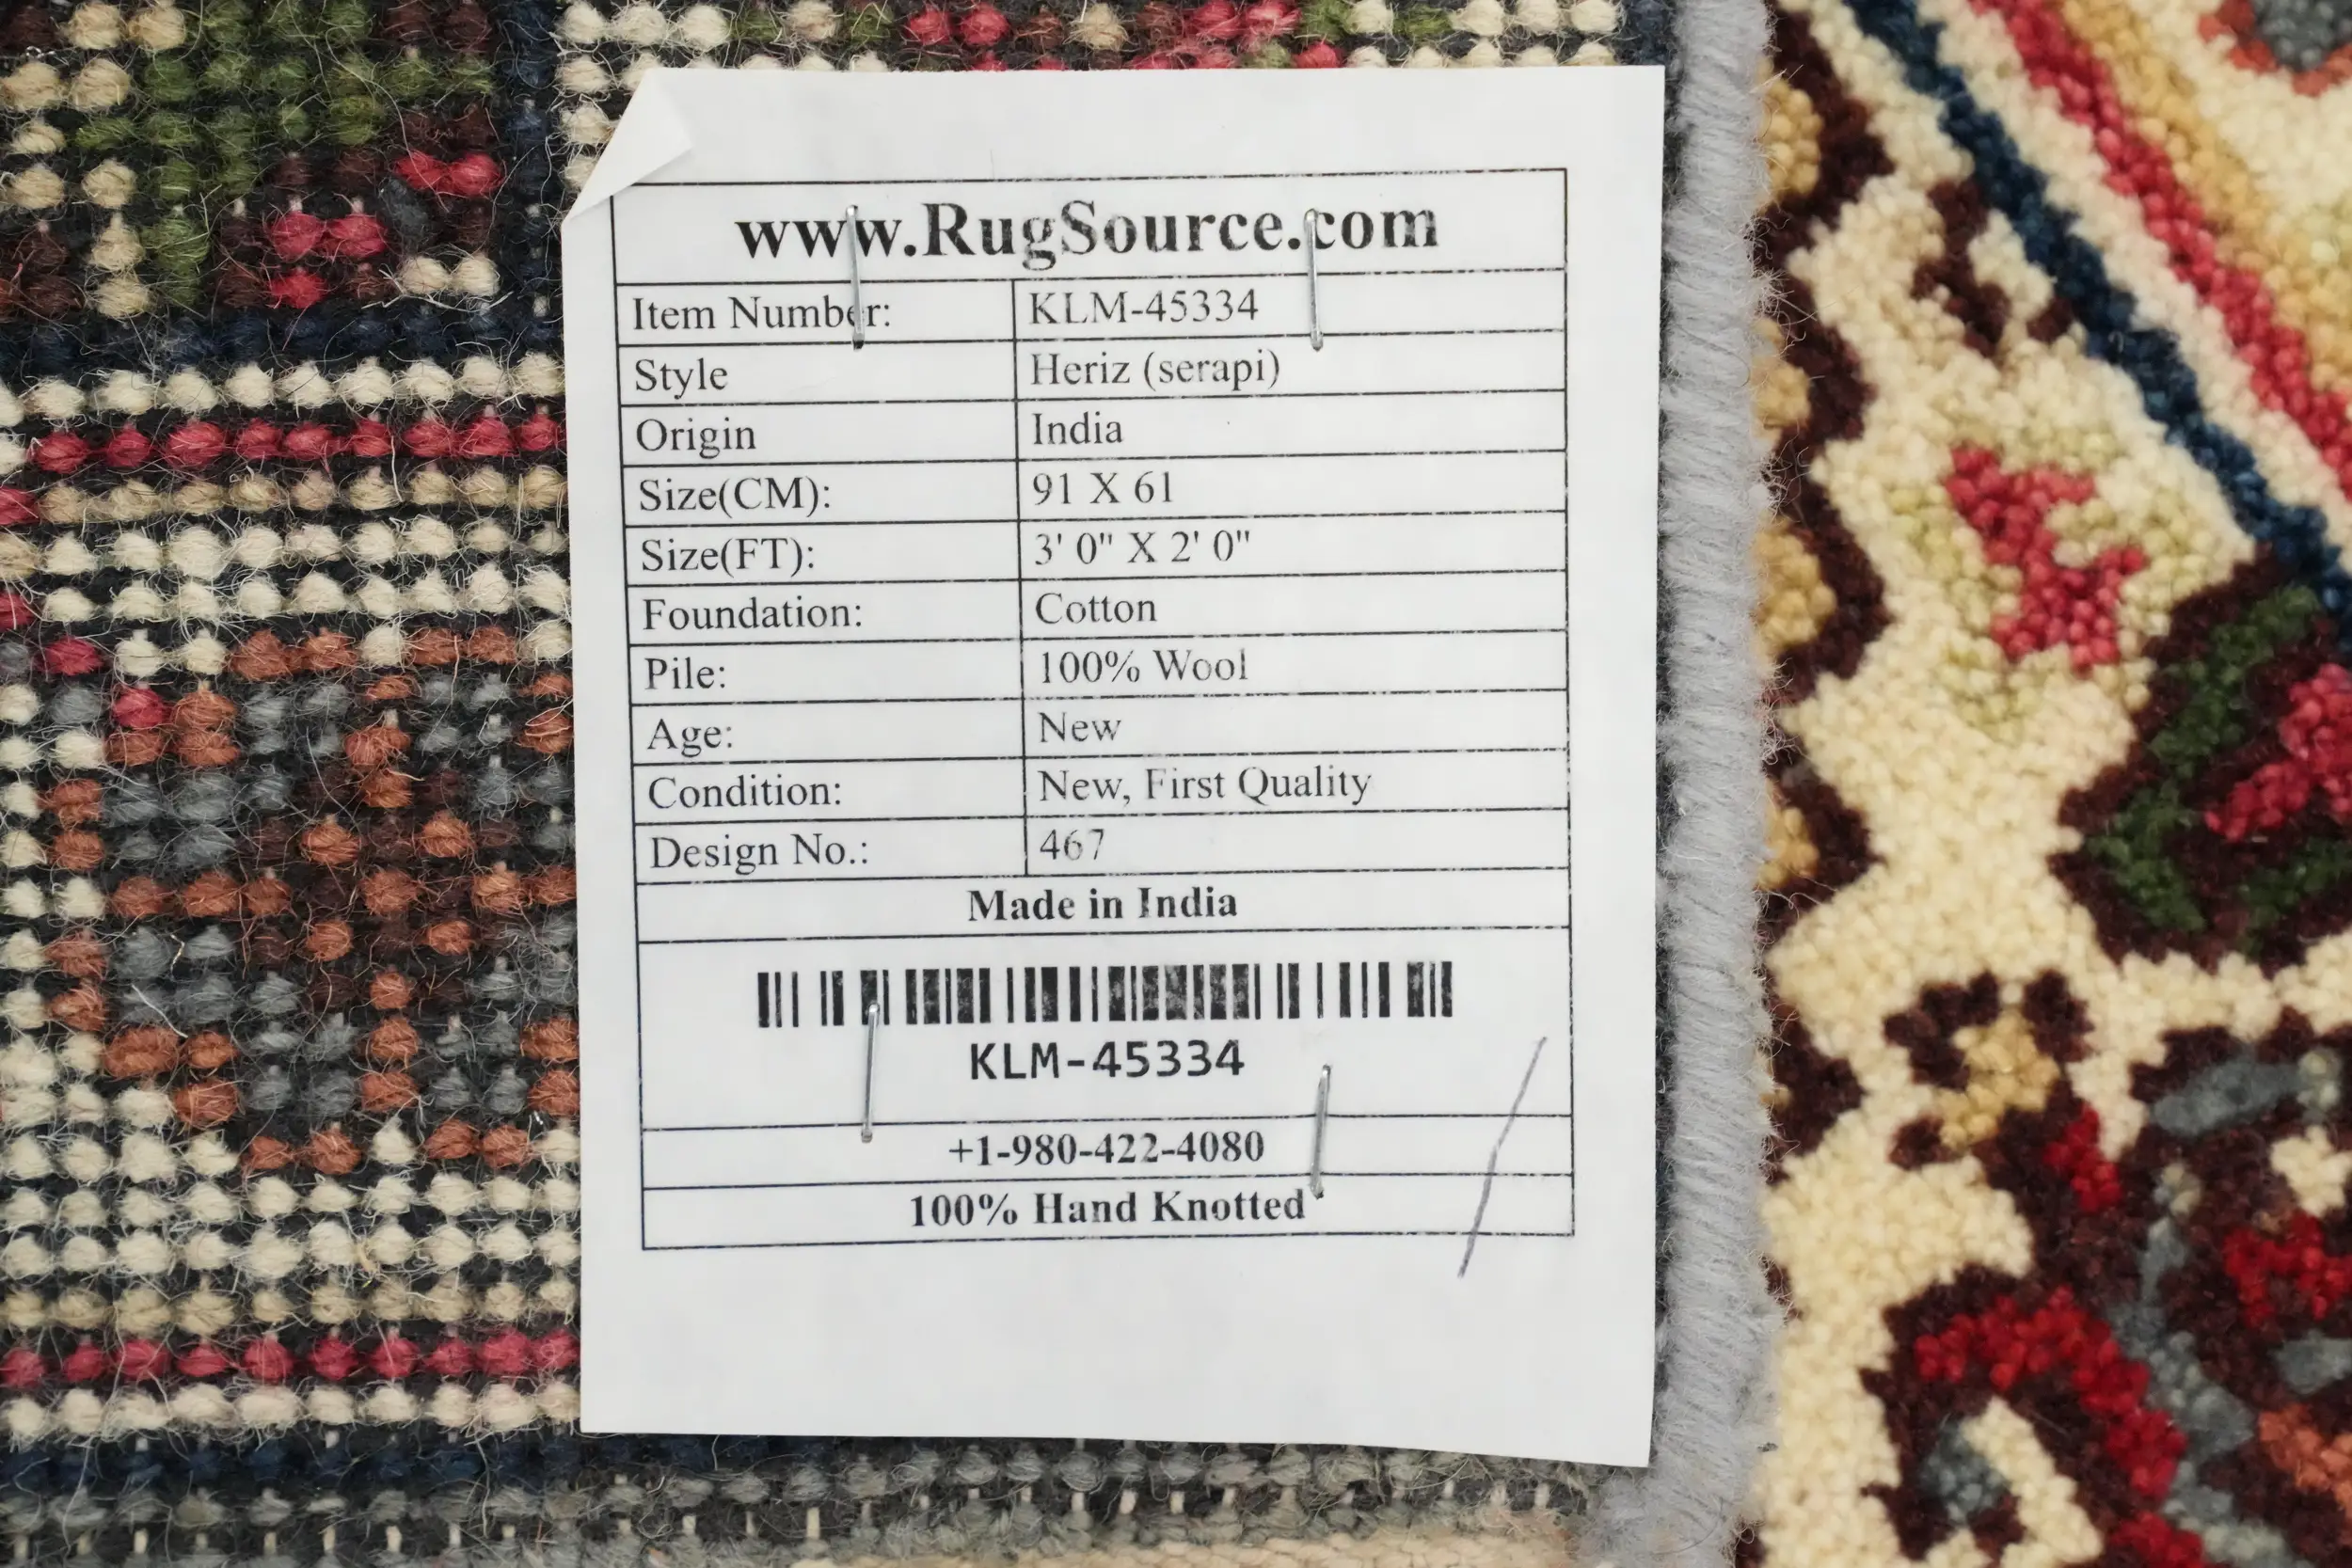 www.RugSource.com
Item Number: KLM-45334
Style Heriz (serapi)
Origin India
Size(CM): 91 X 61
Size(FT): 3' 0" X 2' 0"
Foundation: Cotton
Pile: 100% Wool
Age: New
Condition: New, First Quality
Design No.: 467
Made in India
KLM-45334
+1-980-422-4080
100% Hand Knotted